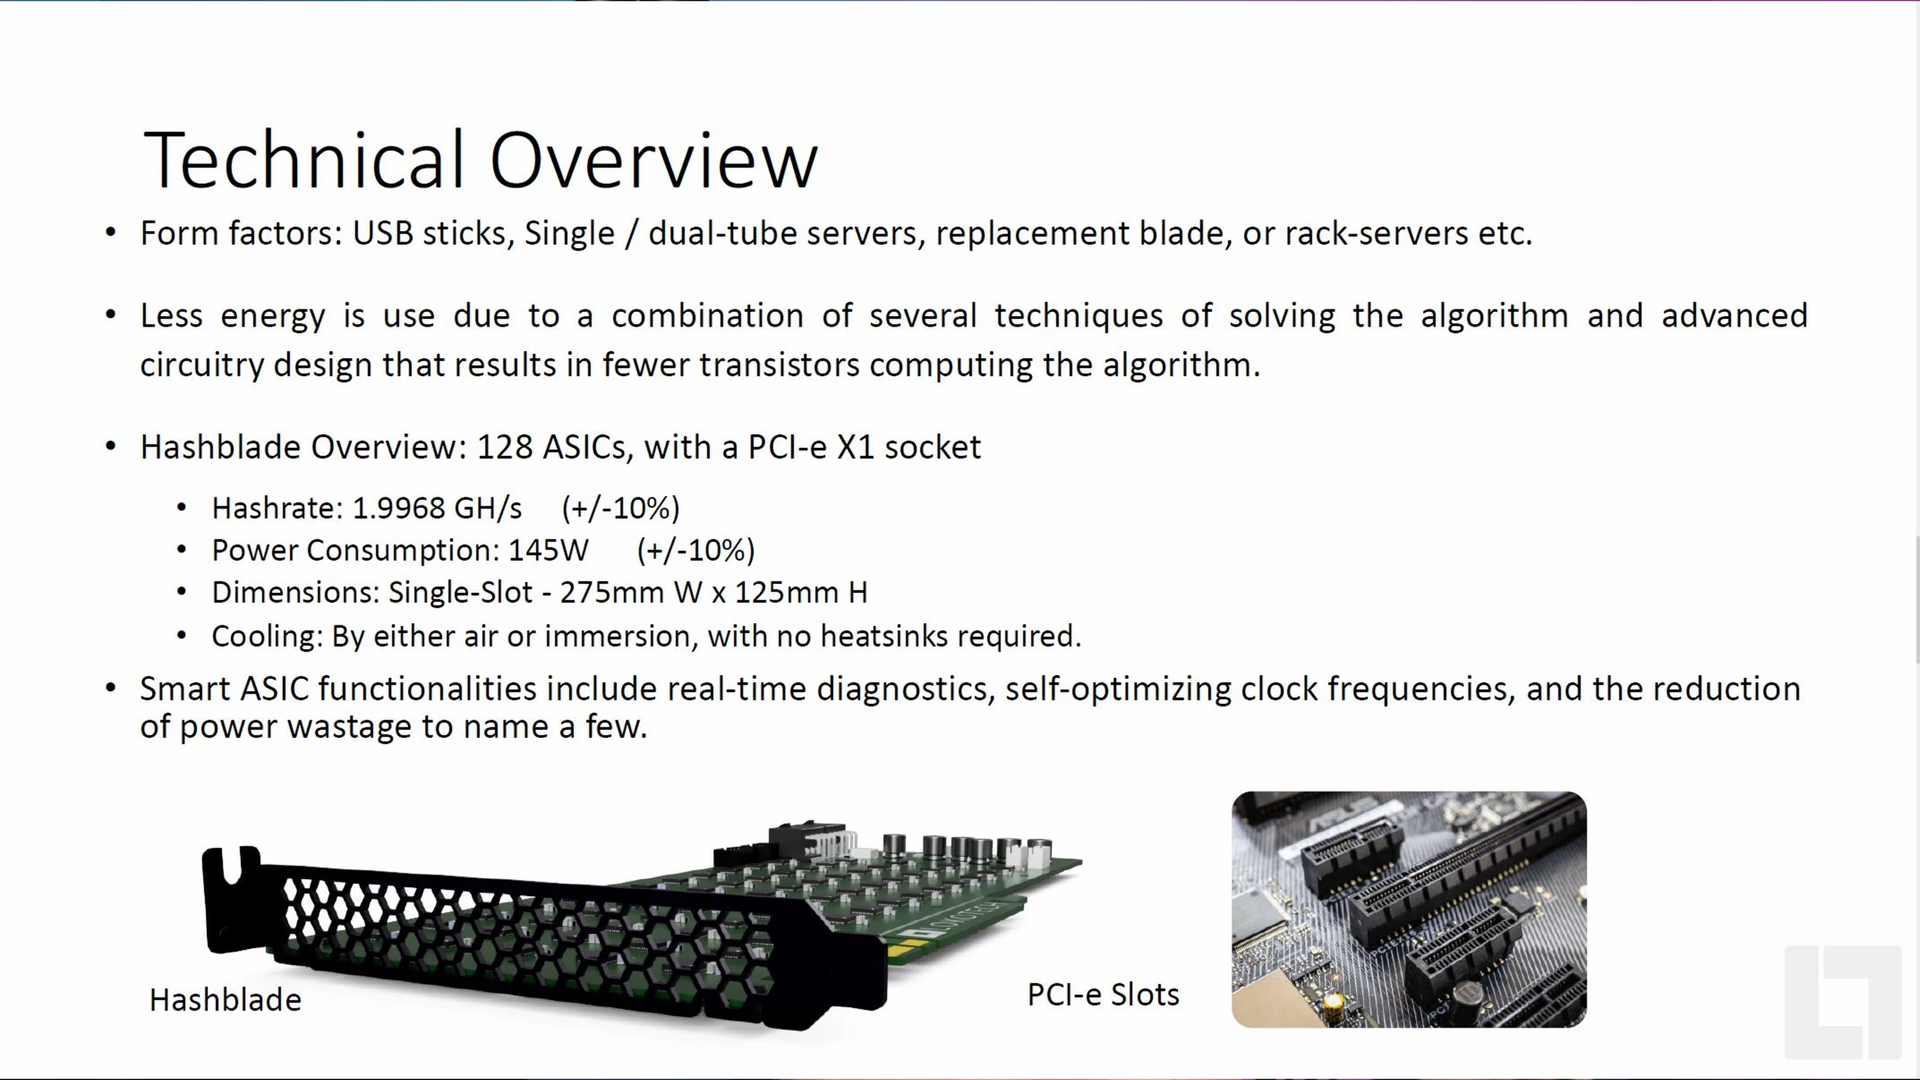 Technical Overview
• Form factors: USB sticks, Single / dual-tube servers, replacement blade, or rack-servers etc.
• Less energy is use due to a combination of several techniques of solving the algorithm and advanced
circuitry design that results in fewer transistors computing the algorithm.
• Hashblade Overview: 128 ASICs, with a PCI-e X1 socket
• Hashrate: 1.9968 GH/s (+/-10%)
• Power Consumption: 145W (+/-10%)
• Dimensions: Single-Slot - 275mm W x 125mm H
• Cooling: By either air or immersion, with no heatsinks required.
• Smart ASIC functionalities include real-time diagnostics, self-optimizing clock frequencies, and the reduction
of power wastage to name a few.
Hashblade
PCI-e Slots